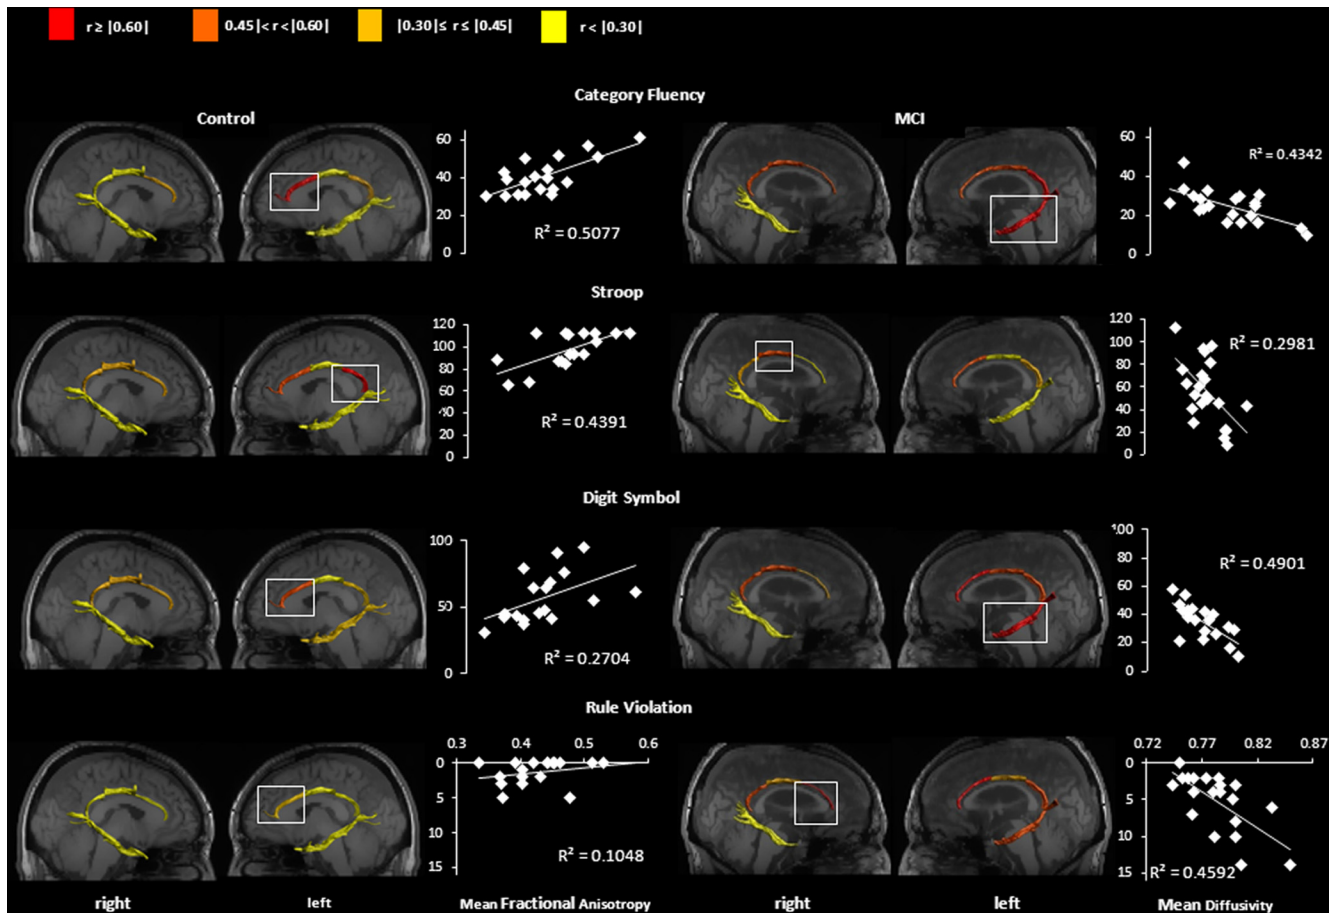 r ≥ |0.60| 0.45|< r <|0.60| |0.30|≤ r ≤|0.45| r < |0.30|
Category Fluency
Control MCI
60
40
20
0
R² = 0.5077
60
40
20
0
R² = 0.4342
Stroop
120
100
80
60
40
20
0
R² = 0.4391
120
100
80
60
40
20
0
R² = 0.2981
Digit Symbol
100
50
0
R² = 0.2704
100
80
60
40
20
0
R² = 0.4901
Rule Violation
0.3 0.4 0.5 0.6
0
5
10
15
R² = 0.1048
0.72 0.77 0.82 0.87
0
5
10
15
R² = 0.4592
right left Mean Fractional Anisotropy right left Mean Diffusivity